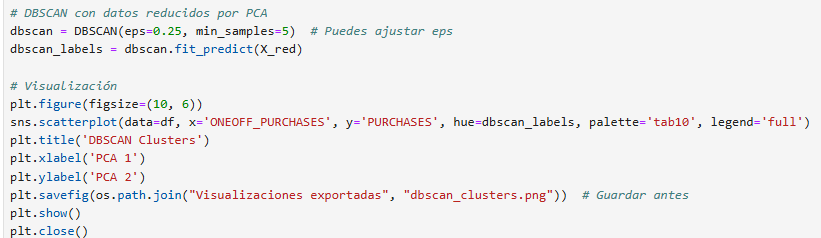 # DBSCAN con datos reducidos por PCA
dbscan = DBSCAN(eps=0.25, min_samples=5)  # Puedes ajustar eps
dbscan_labels = dbscan.fit_predict(X_red)

# Visualización
plt.figure(figsize=(10, 6))
sns.scatterplot(data=df, x='ONEOFF_PURCHASES', y='PURCHASES', hue=dbscan_labels, palette='tab10', legend='full')
plt.title('DBSCAN Clusters')
plt.xlabel('PCA 1')
plt.ylabel('PCA 2')
plt.savefig(os.path.join("Visualizaciones exportadas", "dbscan_clusters.png"))  # Guardar antes
plt.show()
plt.close()